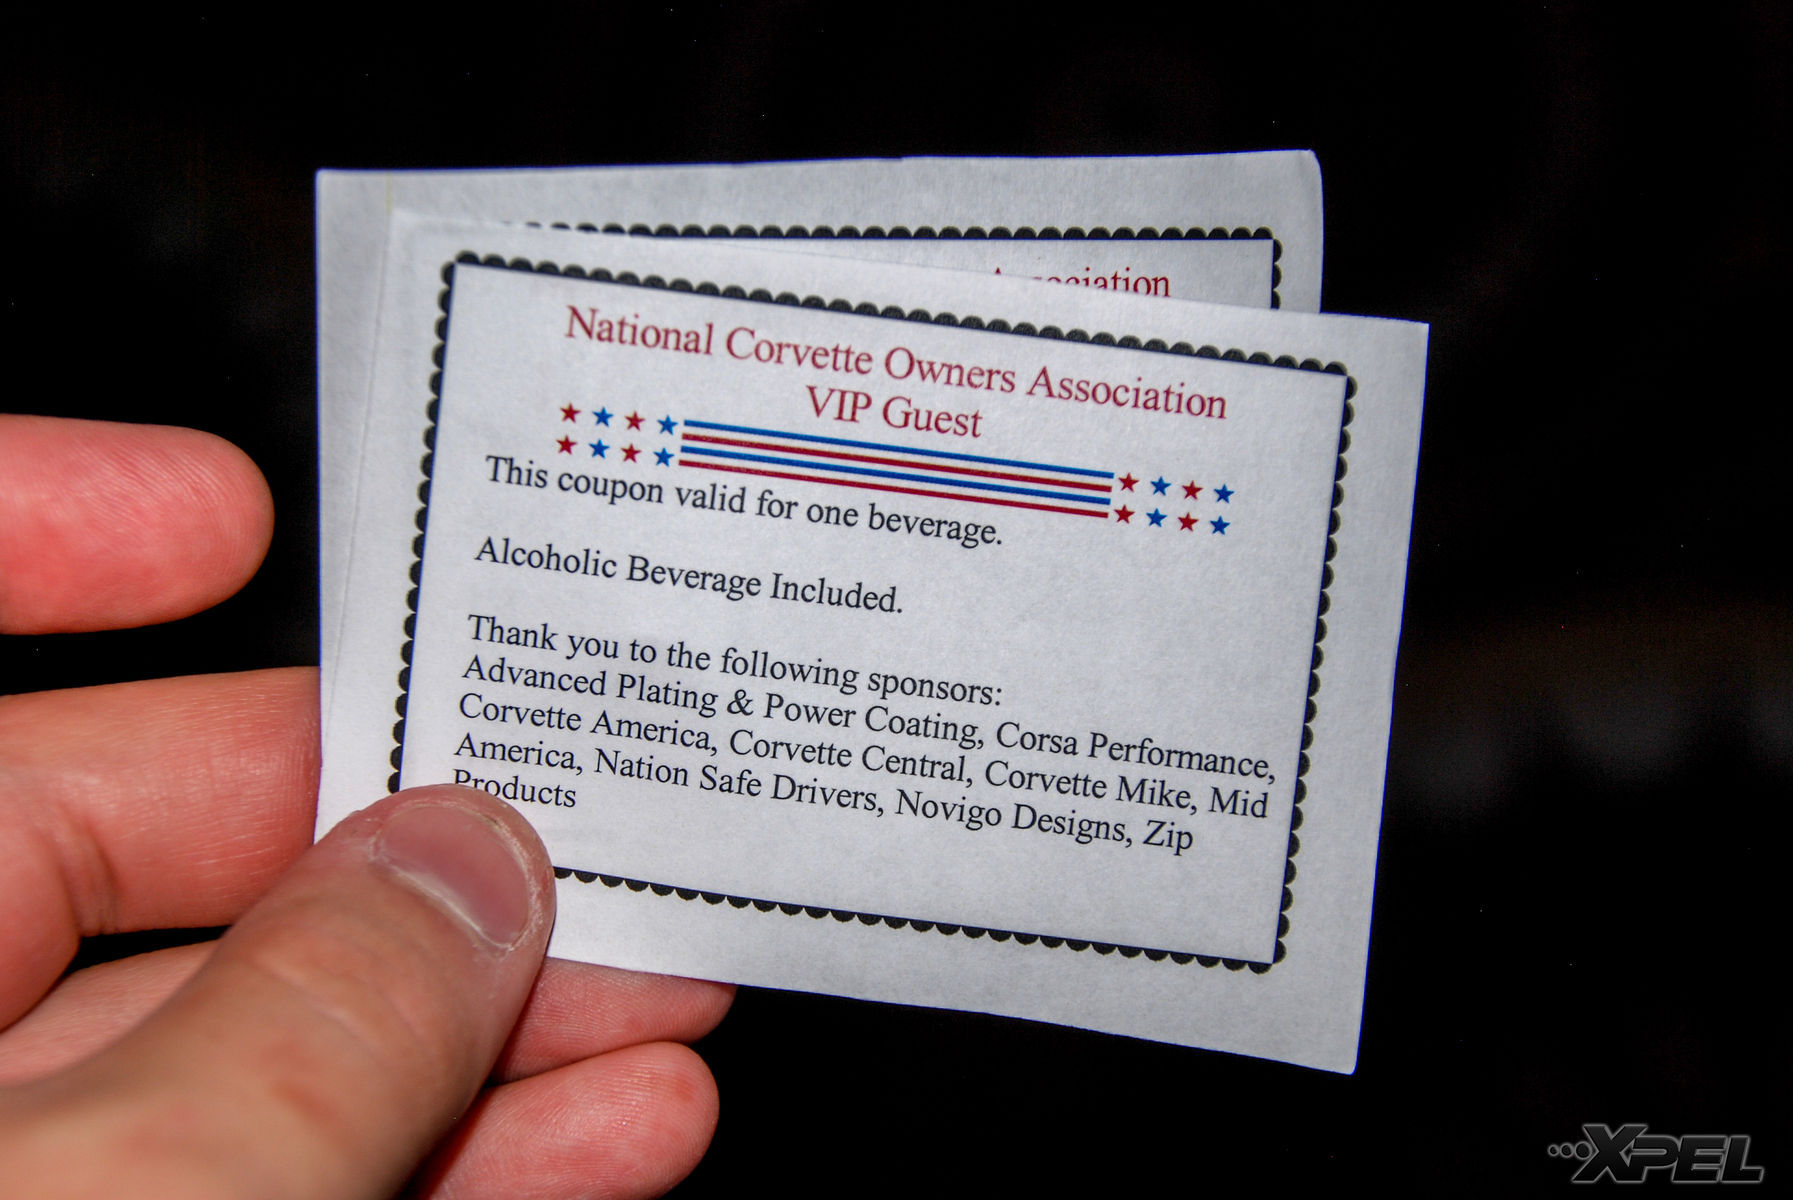 Association
National Corvette Owners Association
VIP Guest
This coupon valid for one beverage.
Alcoholic Beverage Included.
Thank you to the following sponsors:
Advanced Plating & Power Coating, Corsa Performance,
Corvette America, Corvette Central, Corvette Mike, Mid
America, Nation Safe Drivers, Novigo Designs, Zip
Products
XPEL